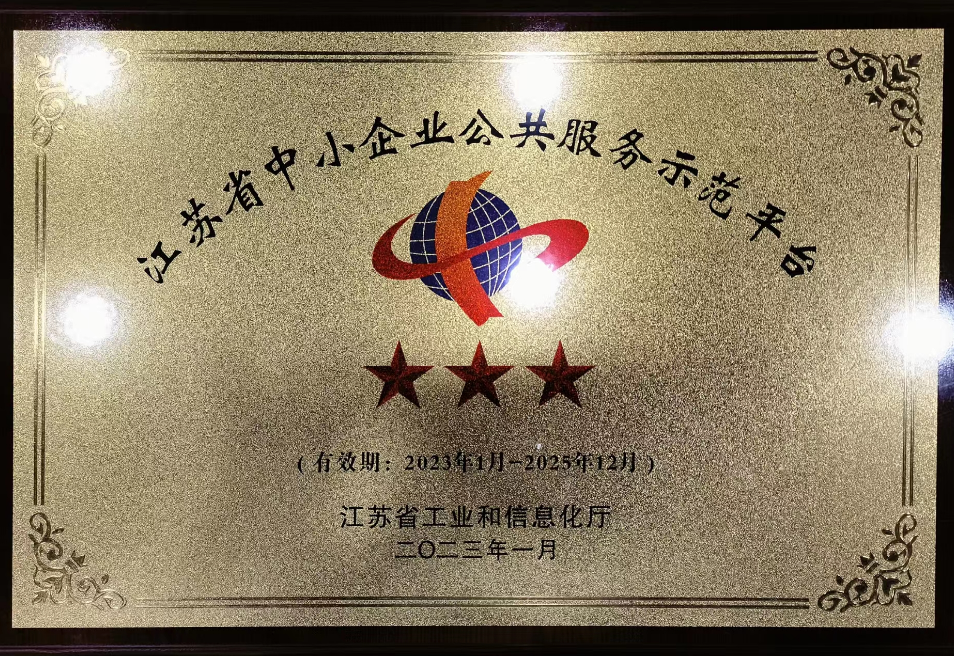 江苏省中小企业公共服务示范平台
(有效期：2023年1月-2025年12月)
江苏省工业和信息化厅
二〇二三年一月